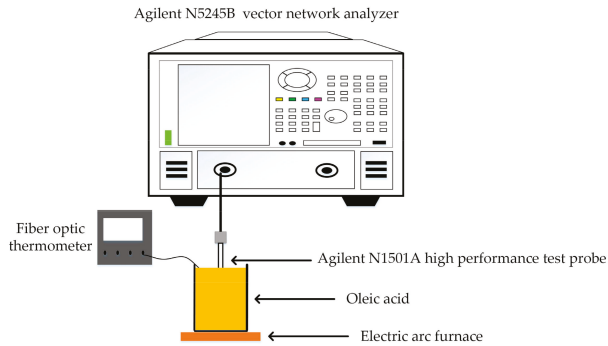 Agilent N5245B vector network analyzer
Fiber optic
thermometer
Agilent N1501A high performance test probe
Oleic acid
Electric arc furnace